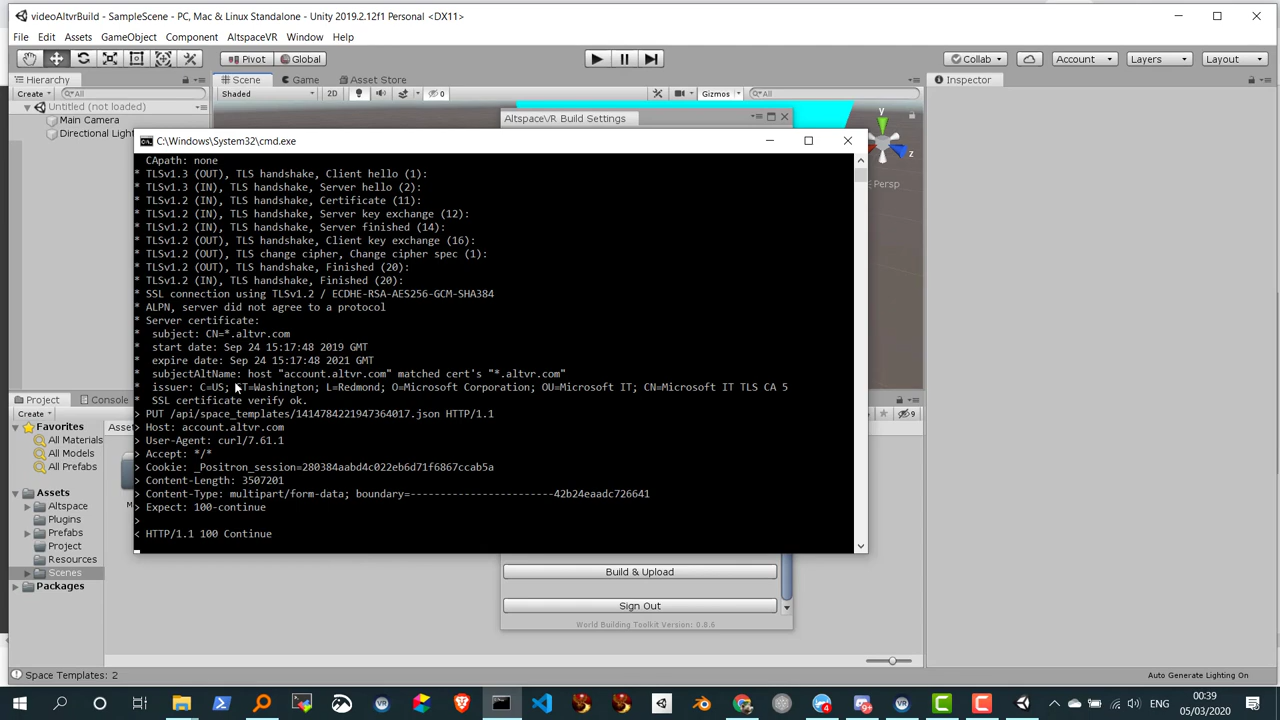 videoAltvrBuild - SampleScene - PC, Mac & Linux Standalone - Unity 2019.2.12f1 Personal <DX11>
File Edit Assets GameObject Component AltspaceVR Window Help
Pivot Global Collab Account Layers Layout
Hierarchy Scene Game Asset Store Inspector
Create All Shaded 2D 0 Gizmos All
Untitled (not loaded)
Main Camera
Directional Ligh
AltspaceVR Build Settings
y
z
Persp
C:\Windows\System32\cmd.exe
CApath: none
* TLSv1.3 (OUT), TLS handshake, Client hello (1):
* TLSv1.3 (IN), TLS handshake, Server hello (2):
* TLSv1.2 (IN), TLS handshake, Certificate (11):
* TLSv1.2 (IN), TLS handshake, Server key exchange (12):
* TLSv1.2 (IN), TLS handshake, Server finished (14):
* TLSv1.2 (OUT), TLS handshake, Client key exchange (16):
* TLSv1.2 (OUT), TLS change cipher, Change cipher spec (1):
* TLSv1.2 (OUT), TLS handshake, Finished (20):
* TLSv1.2 (IN), TLS handshake, Finished (20):
* SSL connection using TLSv1.2 / ECDHE-RSA-AES256-GCM-SHA384
* ALPN, server did not agree to a protocol
* Server certificate:
*  subject: CN=*.altvr.com
*  start date: Sep 24 15:17:48 2019 GMT
*  expire date: Sep 24 15:17:48 2021 GMT
*  subjectAltName: host "account.altvr.com" matched cert's "*.altvr.com"
*  issuer: C=US; ST=Washington; L=Redmond; O=Microsoft Corporation; OU=Microsoft IT; CN=Microsoft IT TLS CA 5
*  SSL certificate verify ok.
> PUT /api/space_templates/1414784221947364017.json HTTP/1.1
> Host: account.altvr.com
> User-Agent: curl/7.61.1
> Accept: */*
> Cookie: _Positron_session=280384aabd4c022eb6d71f6867ccab5a
> Content-Length: 3507201
> Content-Type: multipart/form-data; boundary=------------------------42b24eaadc726641
> Expect: 100-continue
>
< HTTP/1.1 100 Continue
Project Console
Create 9
Favorites
All Materials
All Models
All Prefabs
Assets
Altspace
Plugins
Prefabs
Project
Resources
Scenes
Packages
Build & Upload
Sign Out
World Building Toolkit Version: 0.8.6
Space Templates: 2
Auto Generate Lighting On
ENG
00:39
05/03/2020